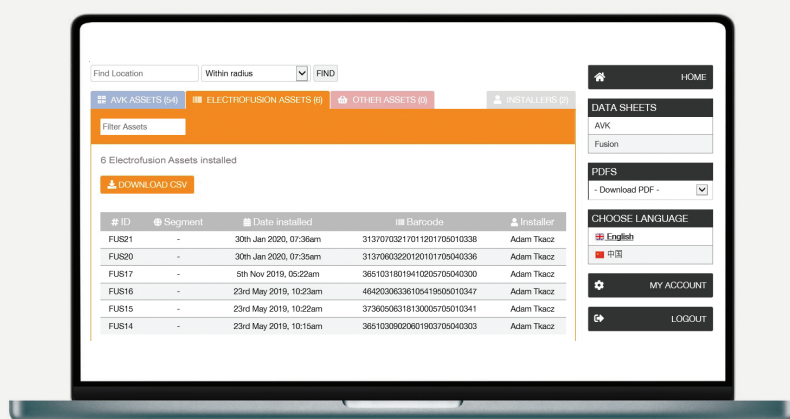 Find Location Within radius FIND
AVK ASSETS (54) ELECTROFUSION ASSETS (6) OTHER ASSETS (0) INSTALLERS (2)
Filter Assets
6 Electrofusion Assets installed
DOWNLOAD CSV
# ID Segment Date installed Barcode Installer
FUS21 - 30th Jan 2020, 07:36am 31370703217011201705010338 Adam Tkacz
FUS20 - 30th Jan 2020, 07:35am 31370603220120101705040336 Adam Tkacz
FUS17 - 5th Nov 2019, 05:22am 36510318019410205705040300 Adam Tkacz
FUS16 - 23rd May 2019, 10:23am 46420306336105419505010347 Adam Tkacz
FUS15 - 23rd May 2019, 10:22am 37360506318130005705010341 Adam Tkacz
FUS14 - 23rd May 2019, 10:15am 36510309020601903705040303 Adam Tkacz
HOME
DATA SHEETS
AVK
Fusion
PDFS
- Download PDF -
CHOOSE LANGUAGE
English
中国
MY ACCOUNT
LOGOUT